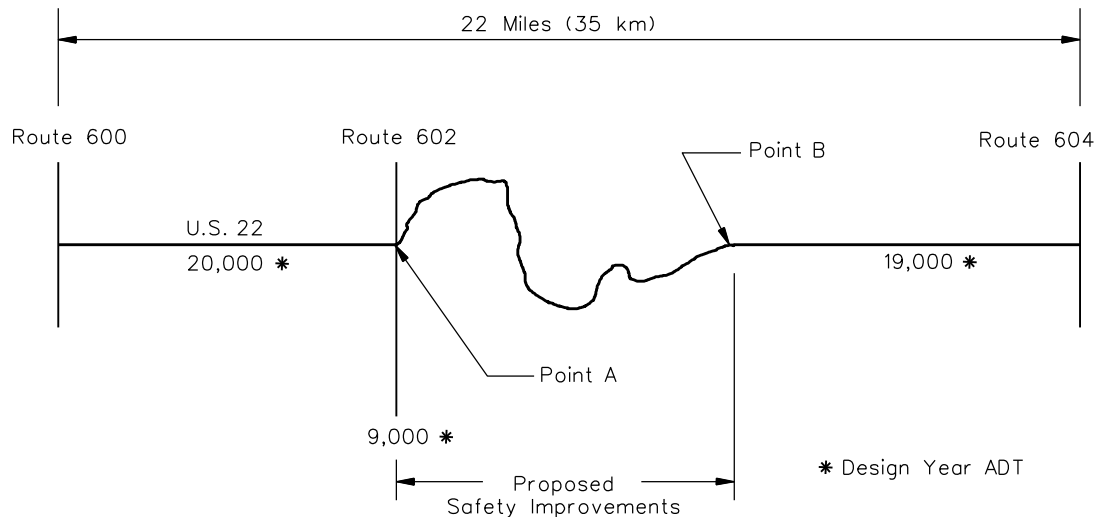 22 Miles (35 km)
Route 600
Route 602
Route 604
Point B
U.S. 22
20,000 *
19,000 *
Point A
9,000 *
* Design Year ADT
Proposed
Safety Improvements